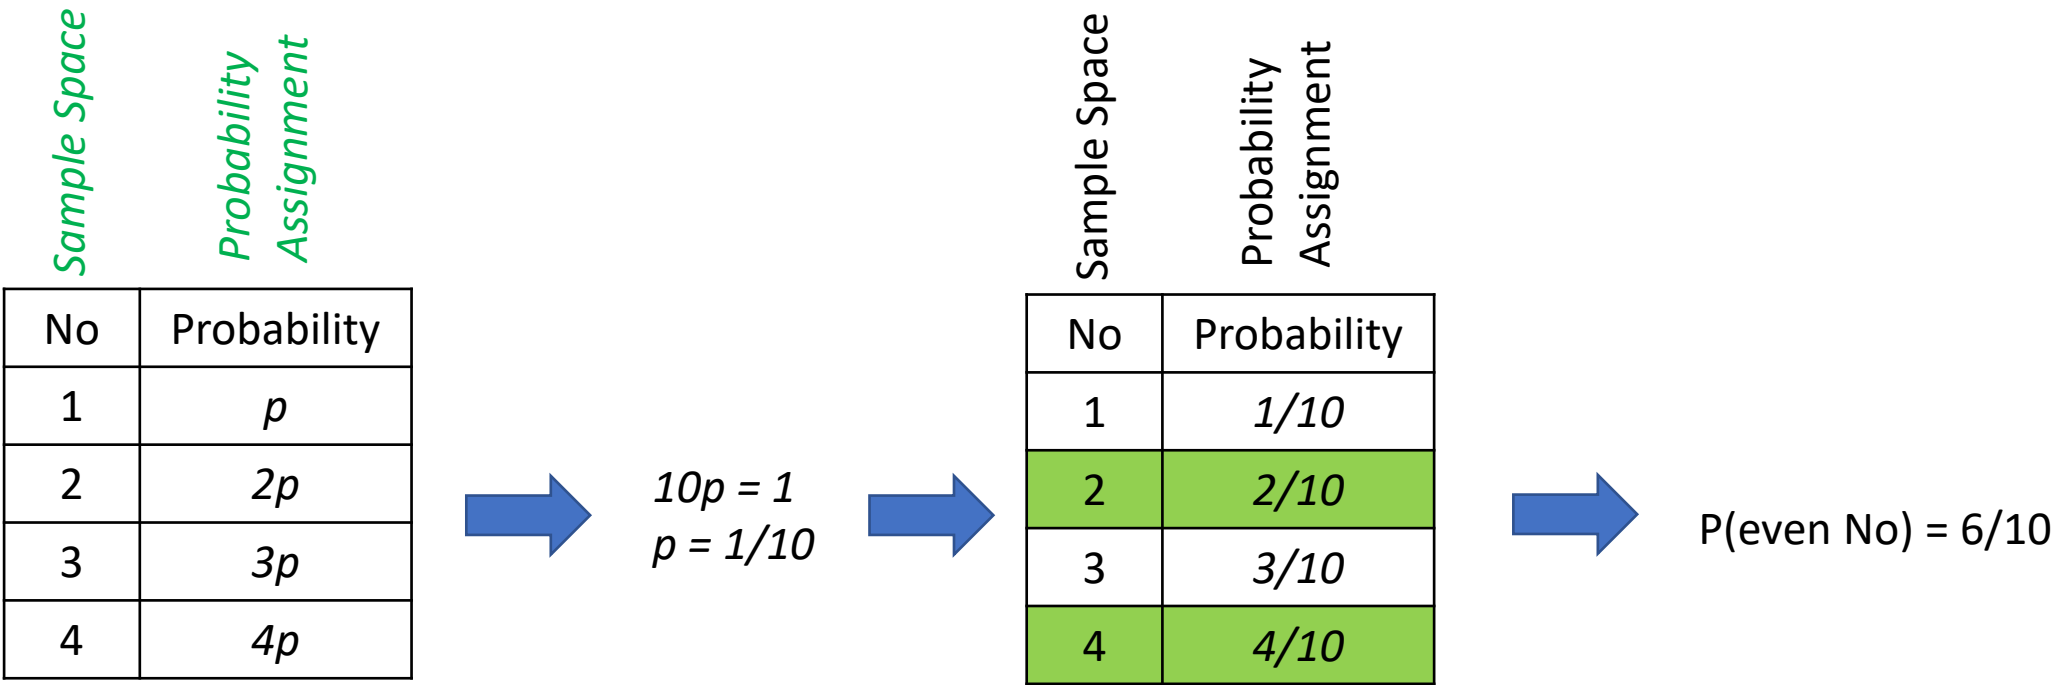 Sample Space
Probability
Assignment
No Probability
1 p
2 2p
3 3p
4 4p
10p = 1
p = 1/10
Sample Space
Probability
Assignment
No Probability
1 1/10
2 2/10
3 3/10
4 4/10
P(even No) = 6/10